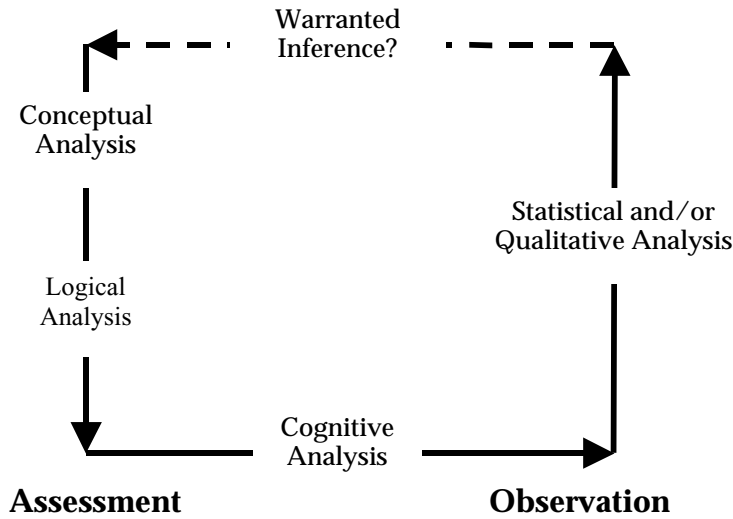 Warranted
Inference?
Conceptual
Analysis
Statistical and/or
Qualitative Analysis
Logical
Analysis
Cognitive
Analysis
Assessment
Observation